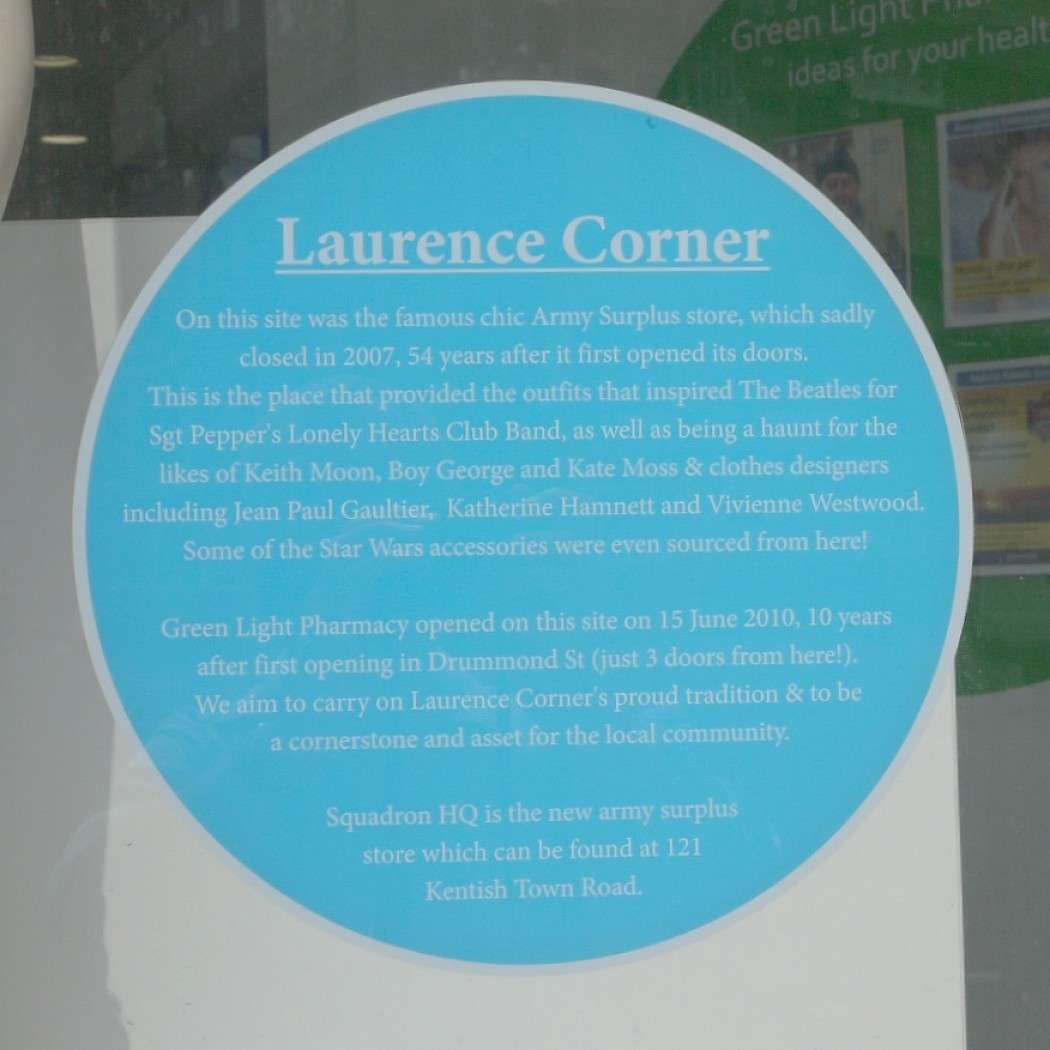 Green Light
ideas for your
Laurence Corner
On this site was the famous chic Army Surplus store, which sadly
closed in 2007, 54 years after it first opened its doors.
This is the place that provided the outfits that inspired The Beatles for
Sgt Pepper's Lonely Hearts Club Band, as well as being a haunt for the
likes of Keith Moon, Boy George and Kate Moss & clothes designers
including Jean Paul Gaultier, Katherine Hamnett and Vivienne Westwood.
Some of the Star Wars accessories were even sourced from here!
Green Light Pharmacy opened on this site on 15 June 2010, 10 years
after first opening in Drummond St (just 3 doors from here!).
We aim to carry on Laurence Corner's proud tradition & to be
a cornerstone and asset for the local community.
Squadron HQ is the new army surplus
store which can be found at 121
Kentish Town Road.